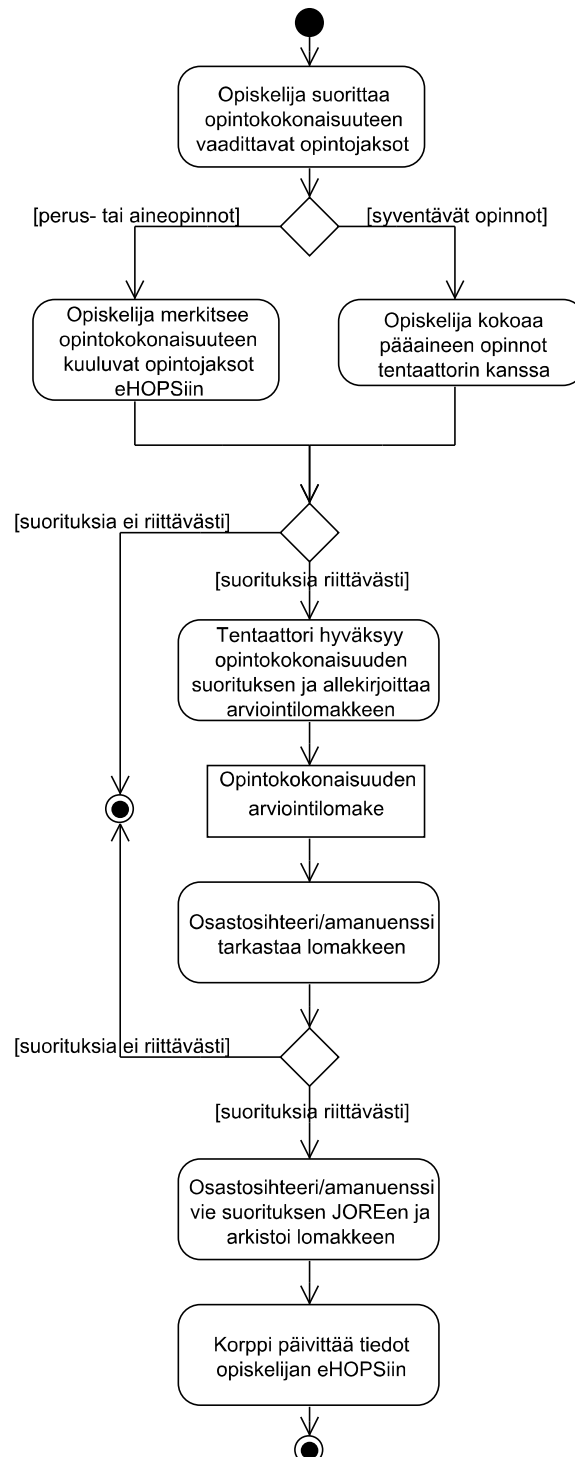 Opiskelija suorittaa
opintokokonaisuuteen
vaadittavat opintojaksot
[perus- tai aineopinnot]
[syventävät opinnot]
Opiskelija merkitsee
opintokokonaisuuteen
kuuluvat opintojaksot
eHOPSiin
Opiskelija kokoaa
pääaineen opinnot
tentaattorin kanssa
[suorituksia ei riittävästi]
[suorituksia riittävästi]
Tentaattori hyväksyy
opintokokonaisuuden
suorituksen ja allekirjoittaa
arviointilomakkeen
Opintokokonaisuuden
arviointilomake
Osastosihteeri/amanuenssi
tarkastaa lomakkeen
[suorituksia ei riittävästi]
[suorituksia riittävästi]
Osastosihteeri/amanuenssi
vie suorituksen JOREen ja
arkistoi lomakkeen
Korppi päivittää tiedot
opiskelijan eHOPSiin